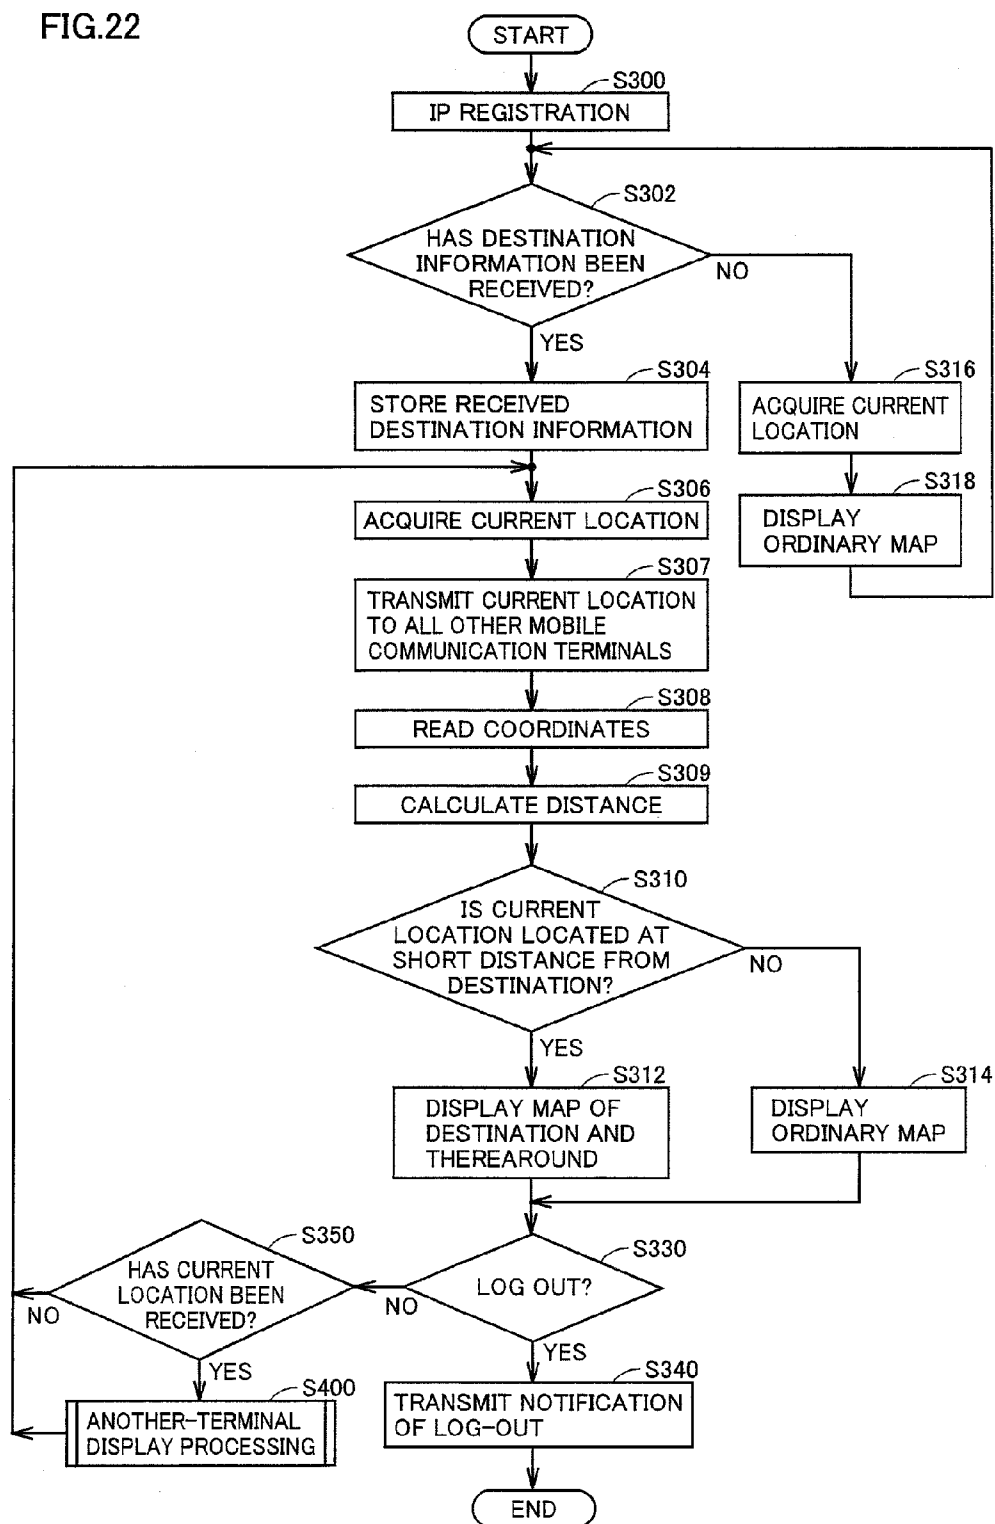 FIG.22
START
S300
IP REGISTRATION
S302
HAS DESTINATION
INFORMATION BEEN
RECEIVED?
NO
YES
S304
STORE RECEIVED
DESTINATION INFORMATION
S316
ACQUIRE CURRENT
LOCATION
S306
ACQUIRE CURRENT LOCATION
S318
DISPLAY
ORDINARY MAP
S307
TRANSMIT CURRENT LOCATION
TO ALL OTHER MOBILE
COMMUNICATION TERMINALS
S308
READ COORDINATES
S309
CALCULATE DISTANCE
S310
IS CURRENT
LOCATION LOCATED AT
SHORT DISTANCE FROM
DESTINATION?
NO
YES
S312
DISPLAY MAP OF
DESTINATION AND
THEREAROUND
S314
DISPLAY
ORDINARY MAP
S330
LOG OUT?
NO
YES
S350
HAS CURRENT
LOCATION BEEN
RECEIVED?
NO
YES
S400
ANOTHER-TERMINAL
DISPLAY PROCESSING
S340
TRANSMIT NOTIFICATION
OF LOG-OUT
END